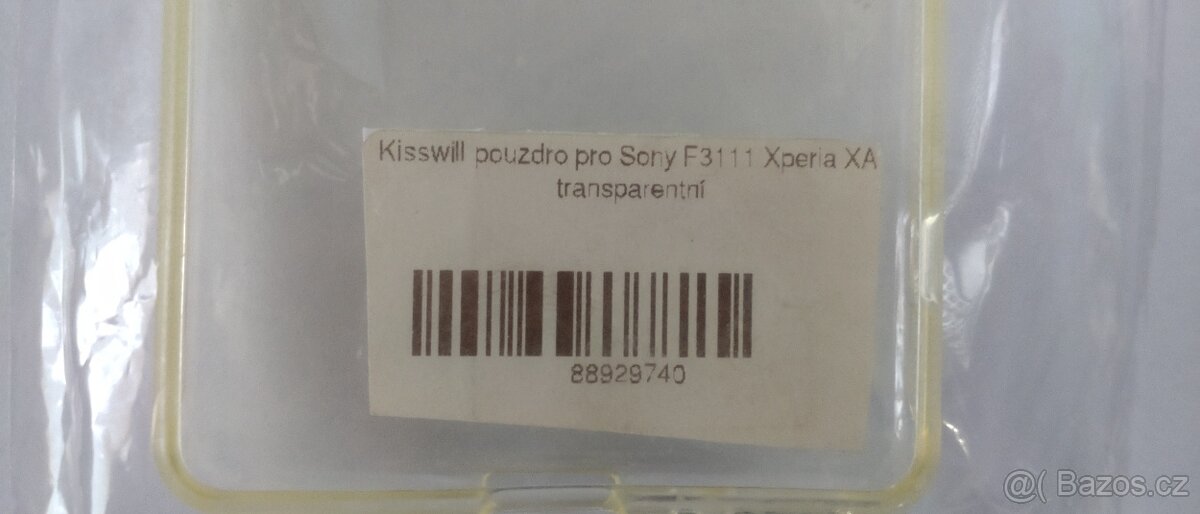 Kisswill pouzdro pro Sony F3111 Xperia XA
transparentní
88929740
@( Bazos.cz